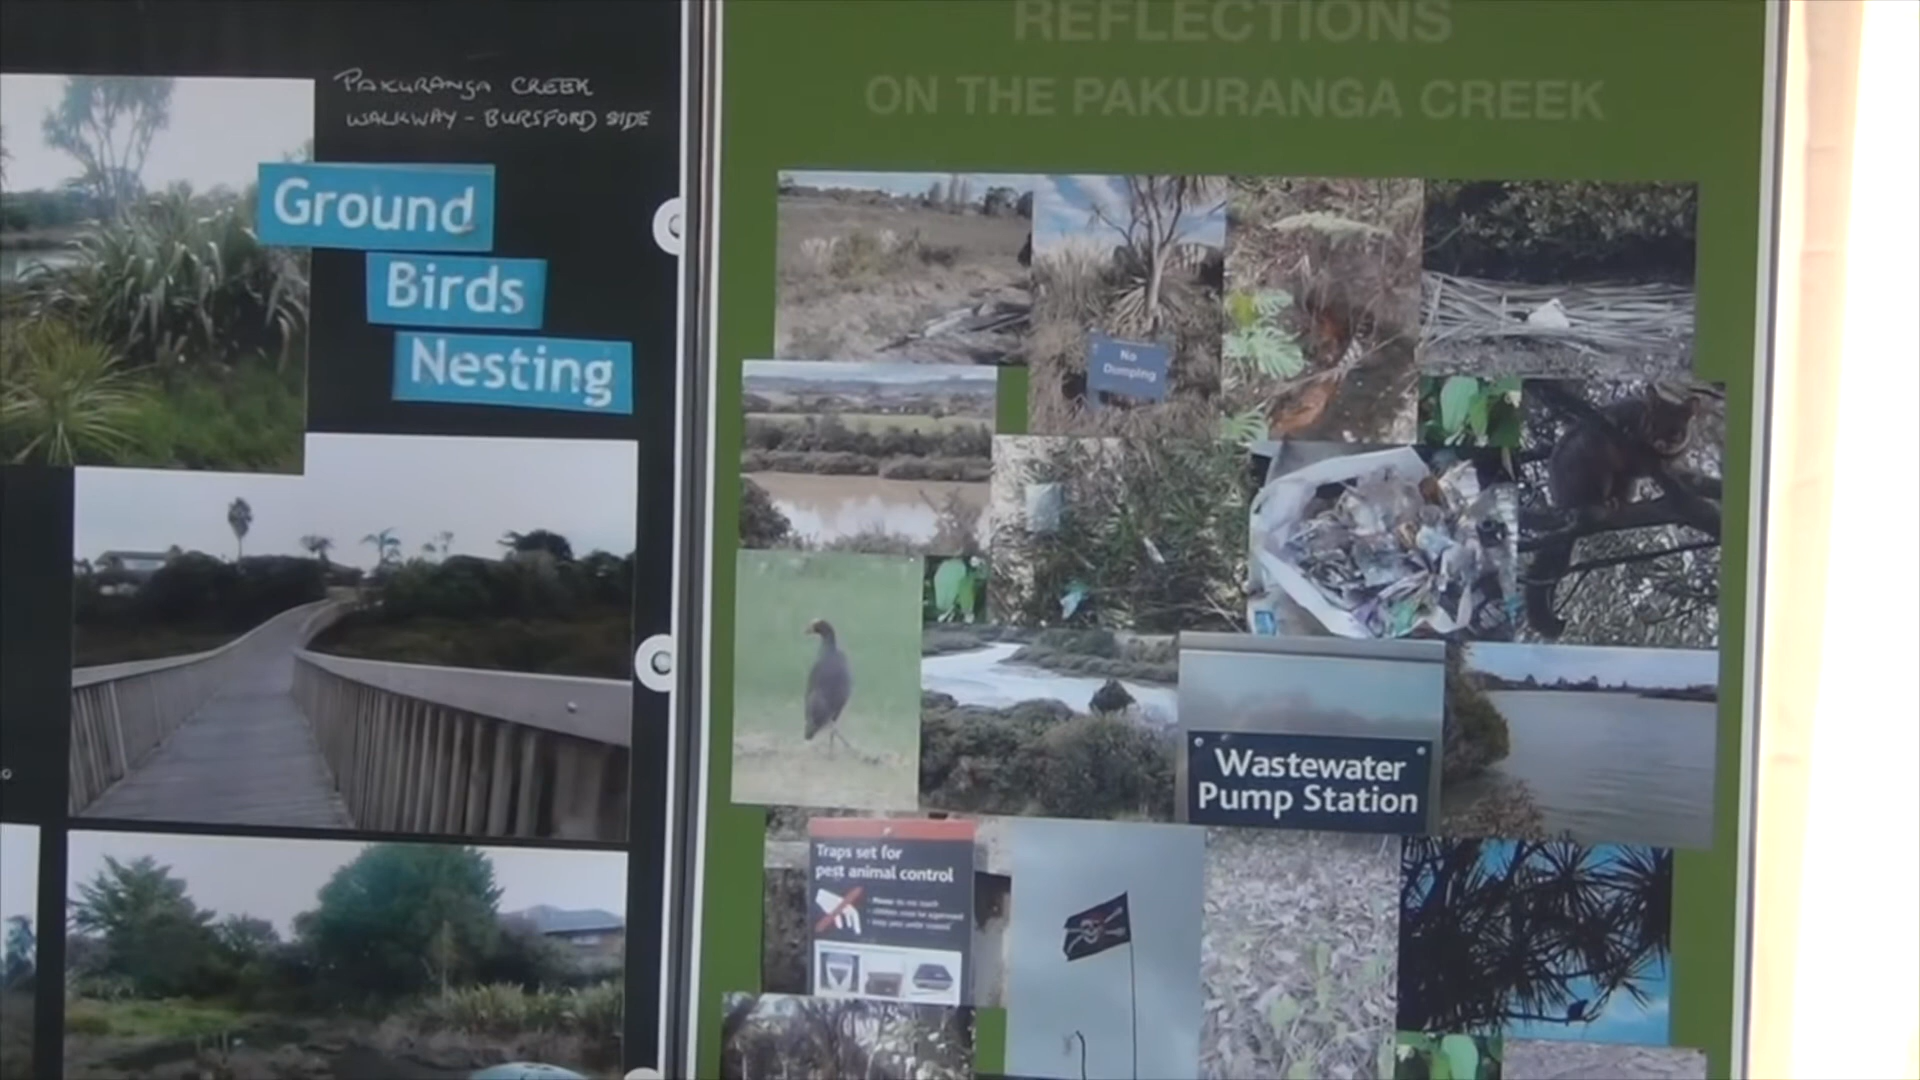 PAKURANGA CREEK
WALKWAY - BURSFORD SIDE
Ground
Birds
Nesting
REFLECTIONS
ON THE PAKURANGA CREEK
No
Dumping
Wastewater
Pump Station
Traps set for
pest animal control